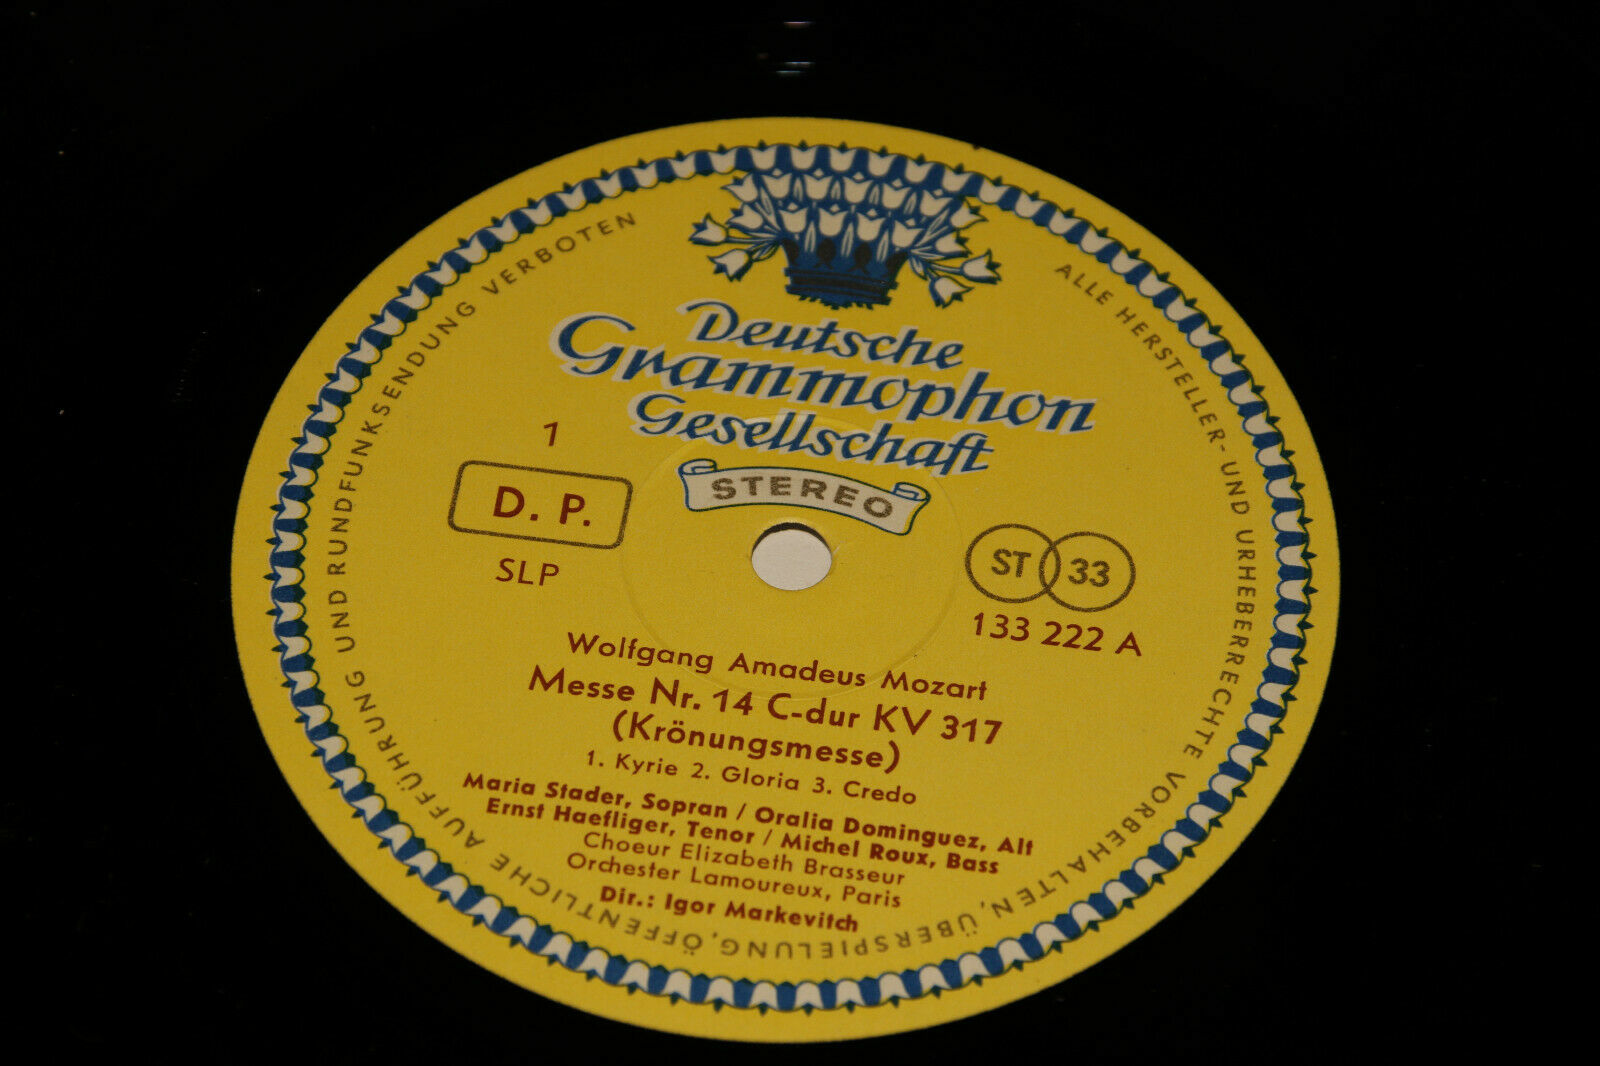 ALLE HERSTELLER- UND URHEBERRECHTE VORBEHALTEN, ÜBERSPIELUNG, ÖFFENTLICHE AUFFÜHRUNG UND RUNDFUNKSENDUNG VERBOTEN
Deutsche
Grammophon
Gesellschaft
STEREO
1
D. P.
SLP
ST 33
133 222 A
Wolfgang Amadeus Mozart
Messe Nr. 14 C-dur KV 317
(Krönungsmesse)
1. Kyrie 2. Gloria 3. Credo
Maria Stader, Sopran / Oralia Dominguez, Alt
Ernst Haefliger, Tenor / Michel Roux, Bass
Choeur Elizabeth Brasseur
Orchester Lamoureux, Paris
Dir.: Igor Markevitch